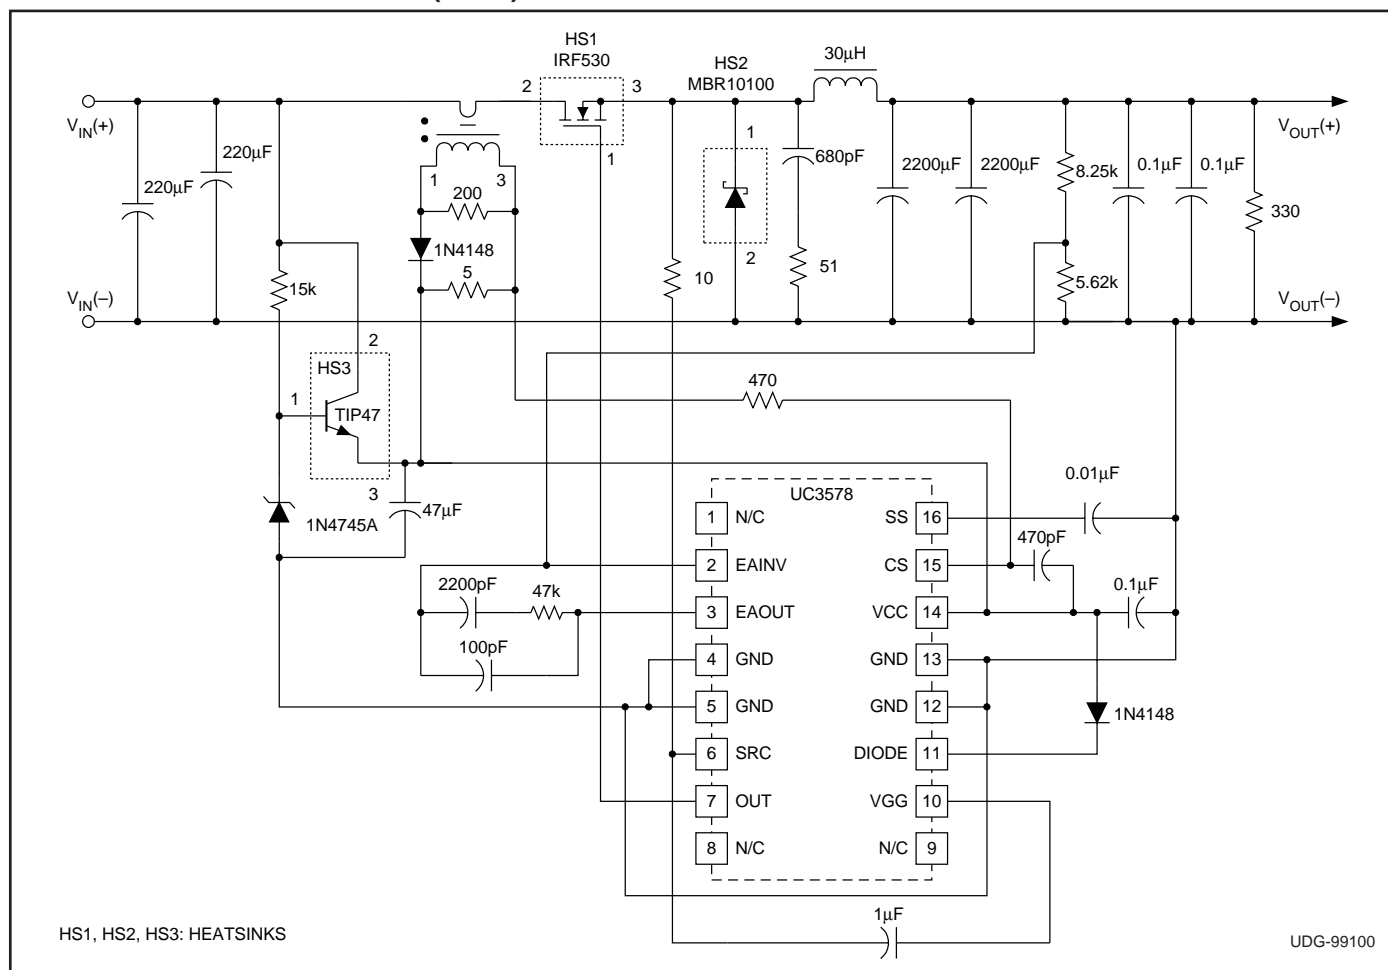 HS1
IRF530
HS2
MBR10100
30µH
2
3
1
V_IN(+)
V_OUT(+)
220µF
220µF
1
3
200
1N4148
5
1
2
680pF
51
2200µF
2200µF
8.25k
0.1µF
0.1µF
330
10
15k
5.62k
V_IN(–)
V_OUT(–)
HS3
2
1
TIP47
3
470
1N4745A
47µF
UC3578
0.01µF
1 N/C
SS 16
470pF
2 EAINV
CS 15
2200pF
47k
3 EAOUT
VCC 14
0.1µF
100pF
4 GND
GND 13
5 GND
GND 12
1N4148
6 SRC
DIODE 11
7 OUT
VGG 10
8 N/C
N/C 9
1µF
HS1, HS2, HS3: HEATSINKS
UDG-99100